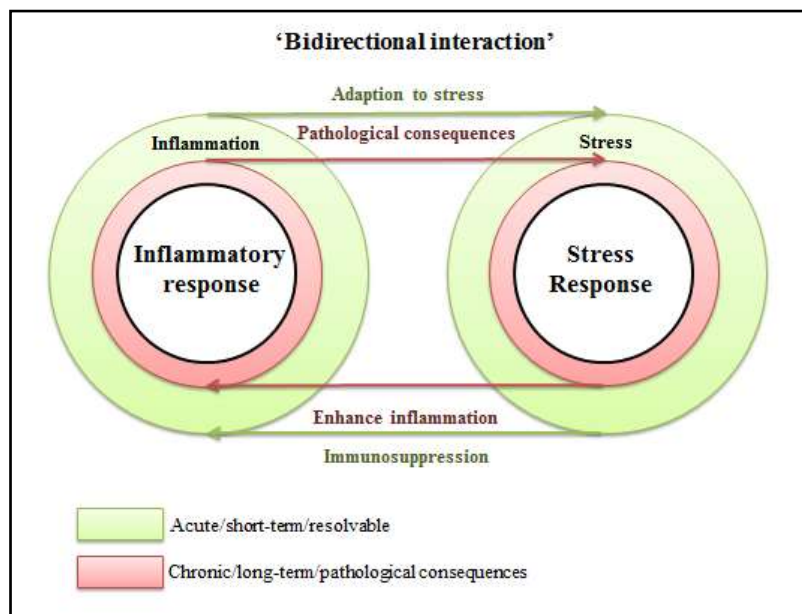 ‘Bidirectional interaction’
Adaption to stress
Pathological consequences
Inflammation
Stress
Inflammatory
response
Stress
Response
Enhance inflammation
Immunosuppression
Acute/short-term/resolvable
Chronic/long-term/pathological consequences